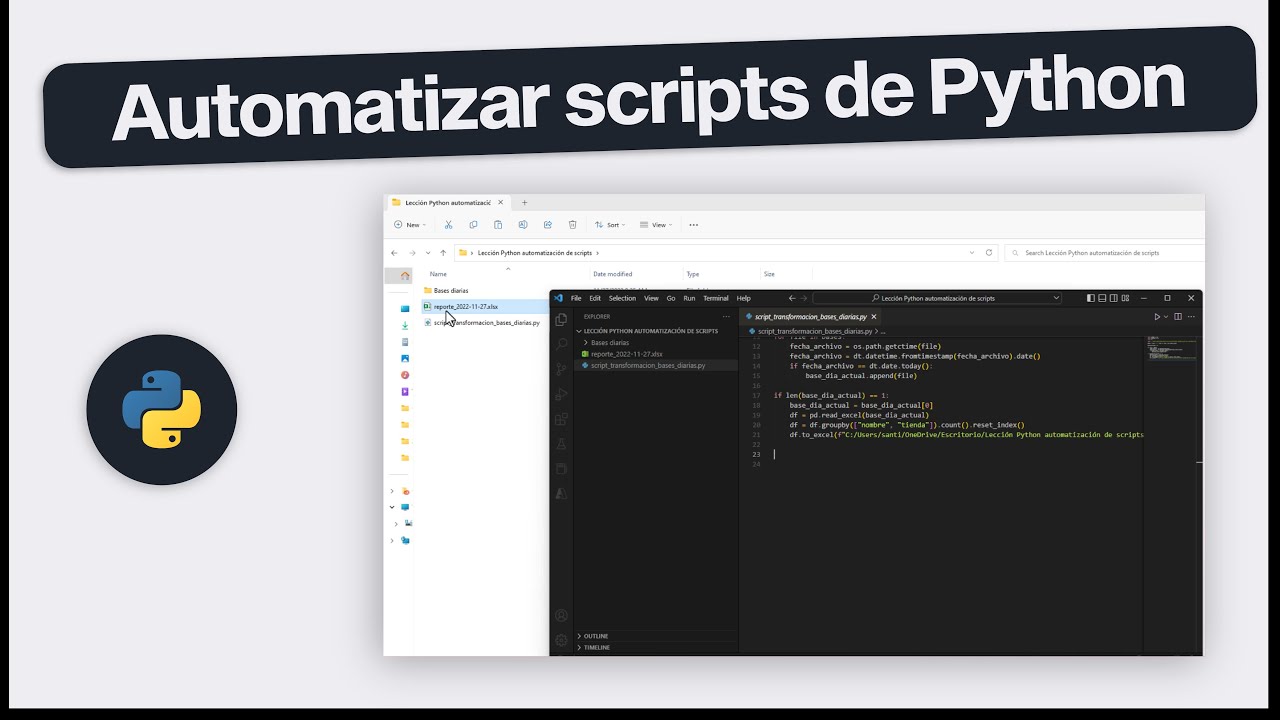 Automatizar scripts de Python
Lección Python automatizació
New
Sort
View
Lección Python automatización de scripts
Search Lección Python automatización de scripts
Name
Date modified
Type
Size
Bases diarias
reporte_2022-11-27.xlsx
script_transformacion_bases_diarias.py
File Edit Selection View Go Run Terminal Help
Lección Python automatización de scripts
EXPLORER
LECCIÓN PYTHON AUTOMATIZACIÓN DE SCRIPTS
Bases diarias
reporte_2022-11-27.xlsx
script_transformacion_bases_diarias.py
OUTLINE
TIMELINE
script_transformacion_bases_diarias.py
script_transformacion_bases_diarias.py > ...
11 for file in bases:
12 fecha_archivo = os.path.getctime(file)
13 fecha_archivo = dt.datetime.fromtimestamp(fecha_archivo).date()
14 if fecha_archivo == dt.date.today():
15 base_dia_actual.append(file)
16
17 if len(base_dia_actual) == 1:
18 base_dia_actual = base_dia_actual[0]
19 df = pd.read_excel(base_dia_actual)
20 df = df.groupby(["nombre", "tienda"]).count().reset_index()
21 df.to_excel(f"C:/Users/santi/OneDrive/Escritorio/Lección Python automatización de scripts
22
23
24